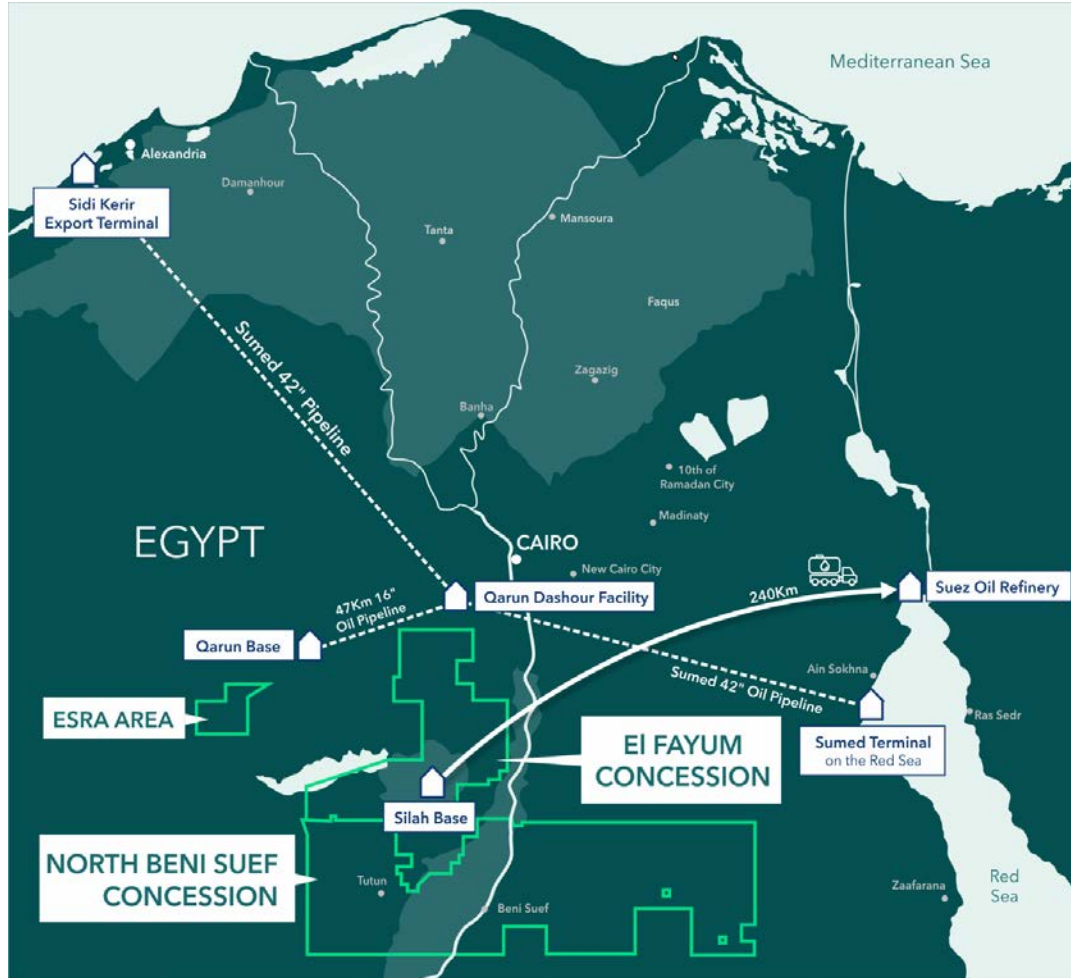 Mediterranean Sea
Alexandria
Sidi Kerir
Export Terminal
Damanhour
Tanta
Mansoura
Faqus
Zagazig
Banha
Sumed 42" Pipeline
10th of
Ramadan City
Madinaty
EGYPT
CAIRO
New Cairo City
47Km 16"
Oil Pipeline
Qarun Dashour Facility
240Km
Suez Oil Refinery
Qarun Base
Sumed 42" Oil Pipeline
Ain Sokhna
Ras Sedr
ESRA AREA
Sumed Terminal
on the Red Sea
El FAYUM
CONCESSION
Silah Base
NORTH BENI SUEF
CONCESSION
Tutun
Beni Suef
Zaafarana
Red
Sea